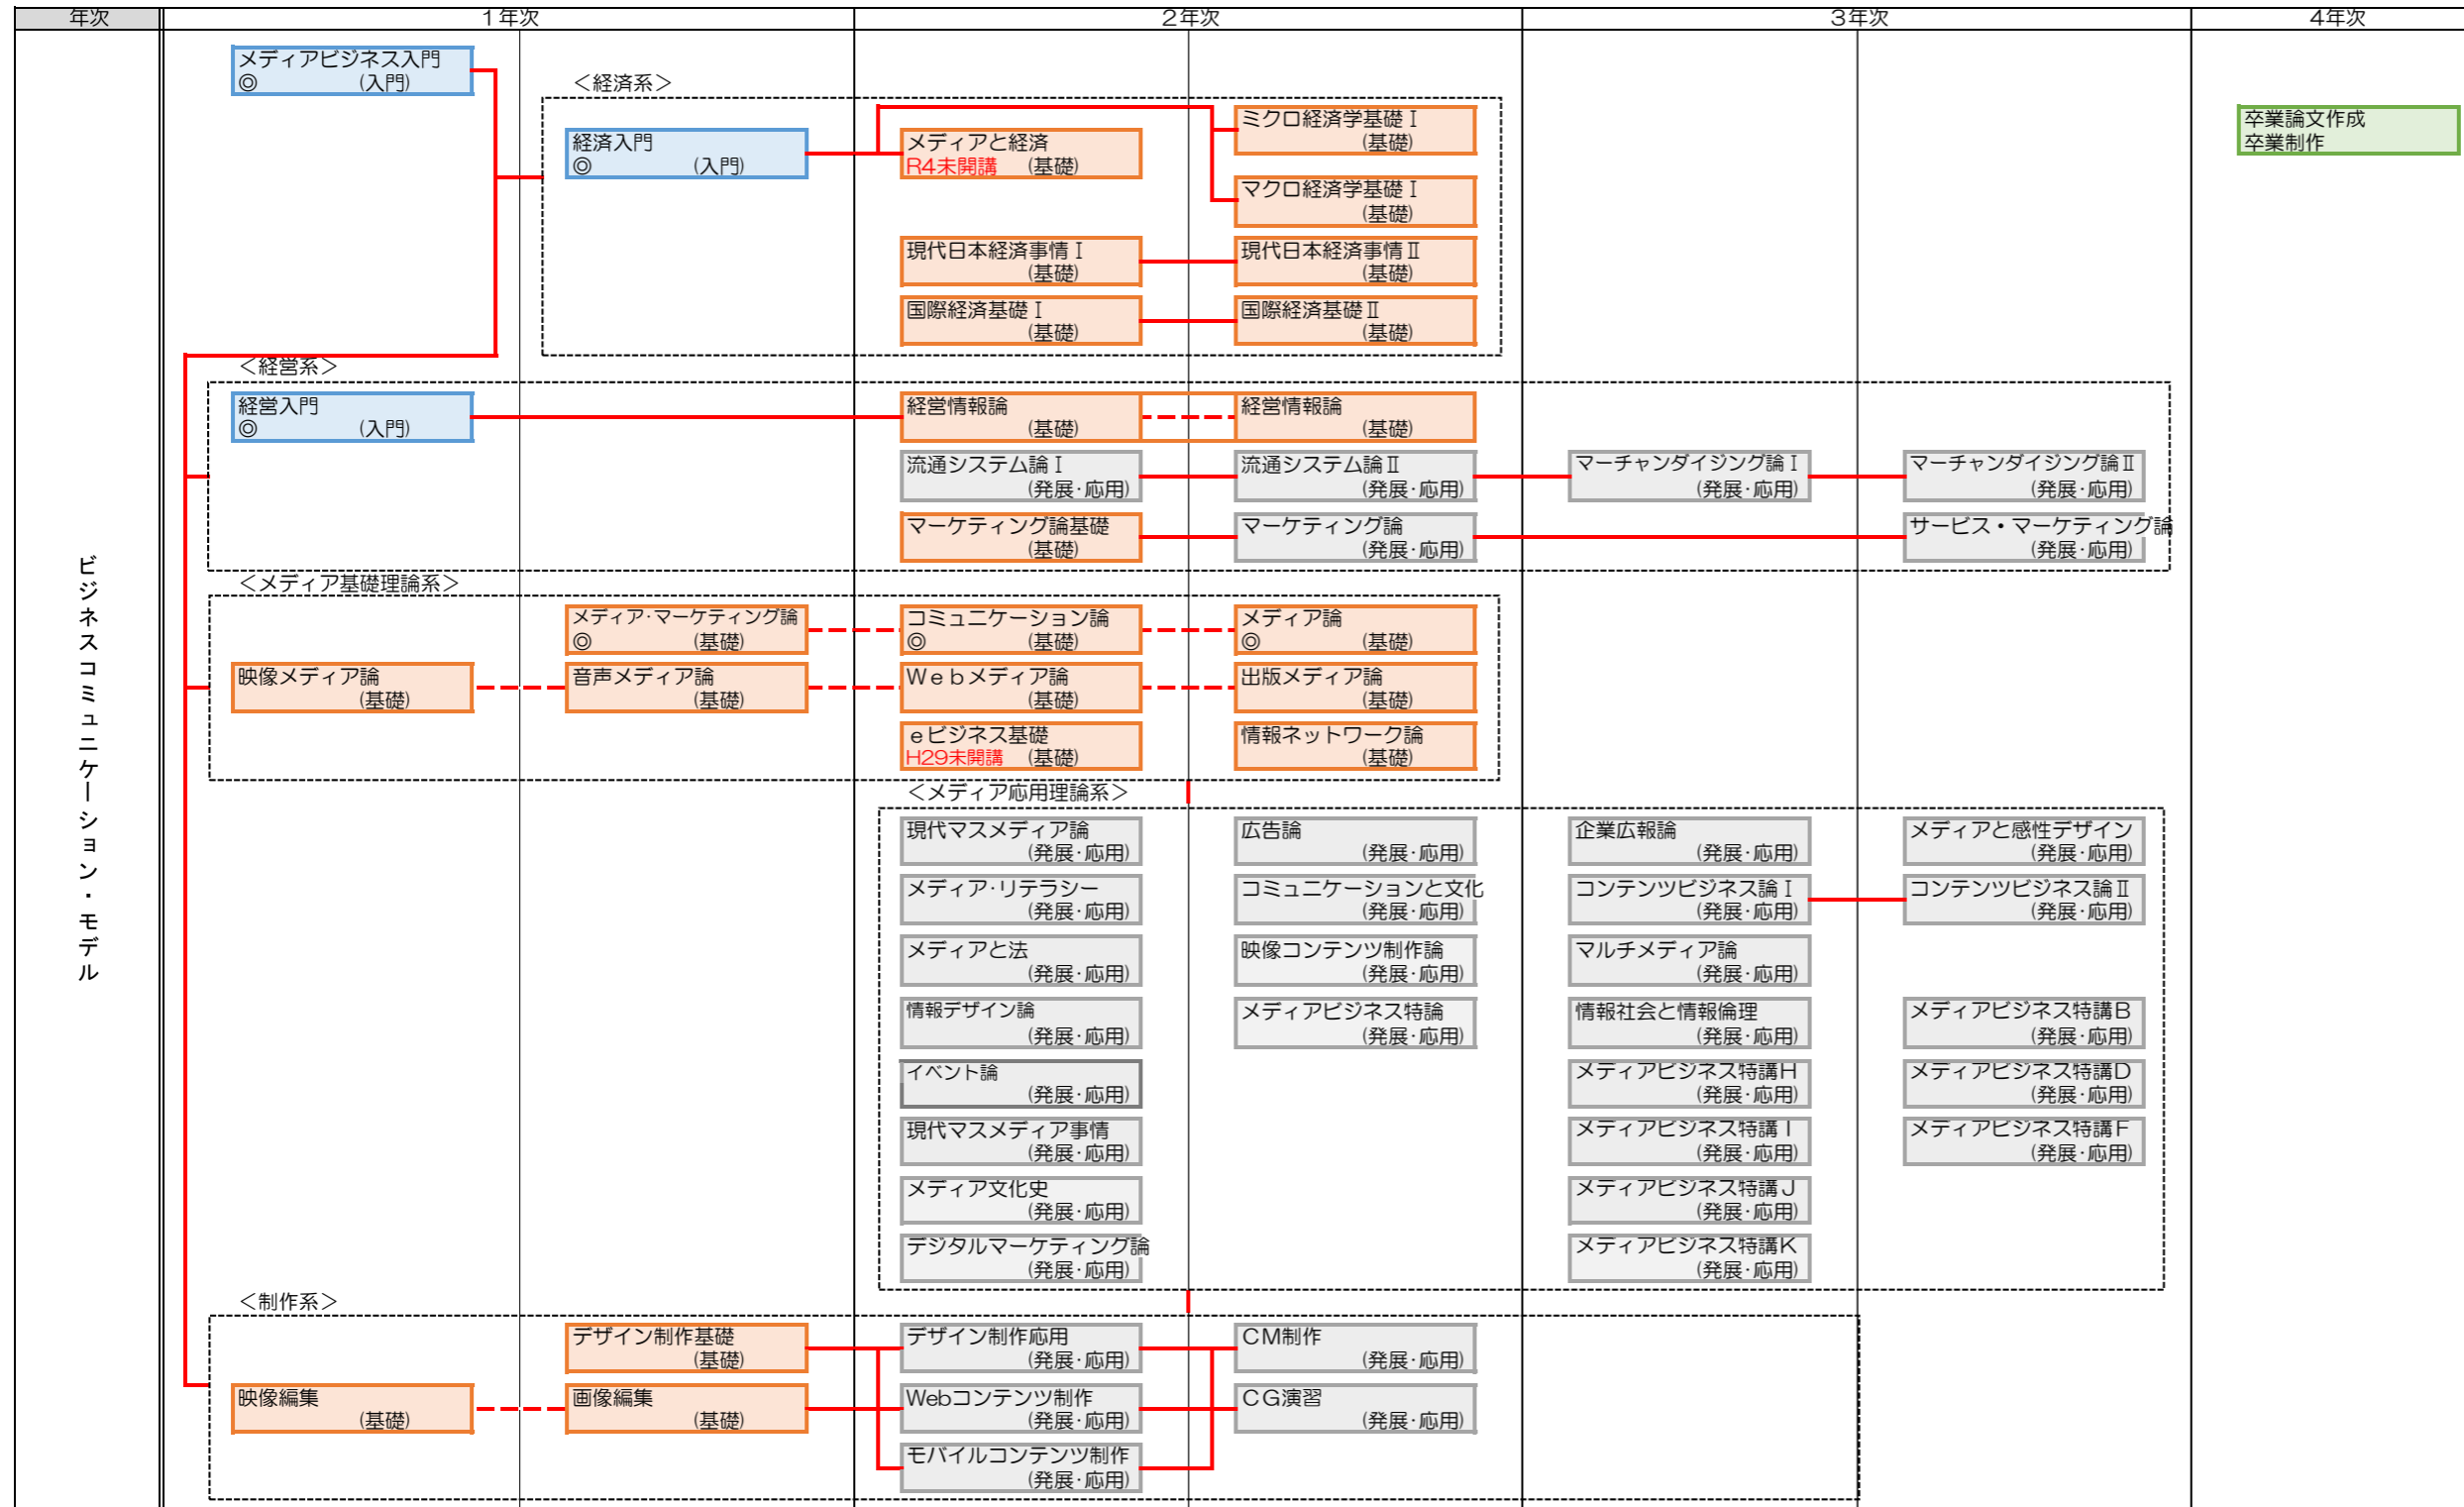 年次
１年次
２年次
３年次
４年次
ビジネスコミュニケーション・モデル
メディアビジネス入門
◎ (入門)
＜経済系＞
経済入門
◎ (入門)
メディアと経済
R4未開講 (基礎)
ミクロ経済学基礎Ⅰ
(基礎)
マクロ経済学基礎Ⅰ
(基礎)
現代日本経済事情Ⅰ
(基礎)
現代日本経済事情Ⅱ
(基礎)
国際経済基礎Ⅰ
(基礎)
国際経済基礎Ⅱ
(基礎)
卒業論文作成
卒業制作
＜経営系＞
経営入門
◎ (入門)
経営情報論
(基礎)
経営情報論
(基礎)
流通システム論Ⅰ
(発展･応用)
流通システム論Ⅱ
(発展･応用)
マーチャンダイジング論Ⅰ
(発展･応用)
マーチャンダイジング論Ⅱ
(発展･応用)
マーケティング論基礎
(基礎)
マーケティング論
(発展･応用)
サービス・マーケティング論
(発展･応用)
＜メディア基礎理論系＞
メディア･マーケティング論
◎ (基礎)
コミュニケーション論
◎ (基礎)
メディア論
◎ (基礎)
映像メディア論
(基礎)
音声メディア論
(基礎)
Ｗｅｂメディア論
(基礎)
出版メディア論
(基礎)
ｅビジネス基礎
H29未開講 (基礎)
情報ネットワーク論
(基礎)
＜メディア応用理論系＞
現代マスメディア論
(発展･応用)
広告論
(発展･応用)
企業広報論
(発展･応用)
メディアと感性デザイン
(発展･応用)
メディア･リテラシー
(発展･応用)
コミュニケーションと文化
(発展･応用)
コンテンツビジネス論Ⅰ
(発展･応用)
コンテンツビジネス論Ⅱ
(発展･応用)
メディアと法
(発展･応用)
映像コンテンツ制作論
(発展･応用)
マルチメディア論
(発展･応用)
情報デザイン論
(発展･応用)
メディアビジネス特論
(発展･応用)
情報社会と情報倫理
(発展･応用)
メディアビジネス特講Ｂ
(発展･応用)
イベント論
(発展･応用)
メディアビジネス特講Ｈ
(発展･応用)
メディアビジネス特講Ｄ
(発展･応用)
現代マスメディア事情
(発展･応用)
メディアビジネス特講Ｉ
(発展･応用)
メディアビジネス特講Ｆ
(発展･応用)
メディア文化史
(発展･応用)
メディアビジネス特講Ｊ
(発展･応用)
デジタルマーケティング論
(発展･応用)
メディアビジネス特講Ｋ
(発展･応用)
＜制作系＞
デザイン制作基礎
(基礎)
デザイン制作応用
(発展･応用)
ＣＭ制作
(発展･応用)
映像編集
(基礎)
画像編集
(基礎)
Webコンテンツ制作
(発展･応用)
ＣＧ演習
(発展･応用)
モバイルコンテンツ制作
(発展･応用)